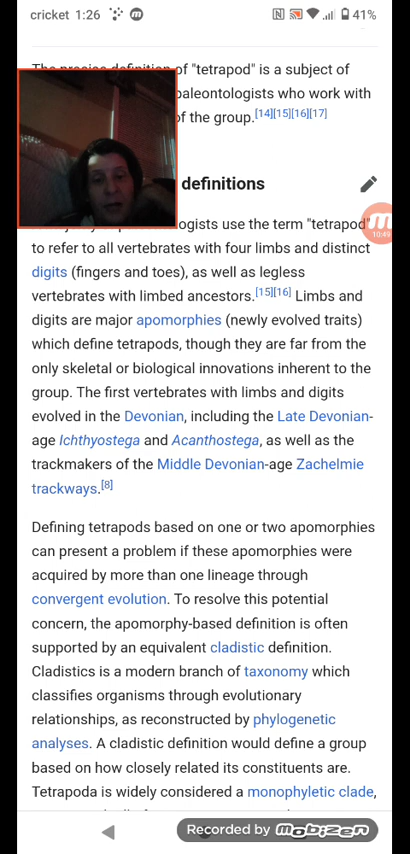 cricket 1:26 41%
The precise definition of "tetrapod" is a subject of
paleontologists who work with
of the group.[14][15][16][17]
definitions
ogists use the term "tetrapod"
10:49
to refer to all vertebrates with four limbs and distinct
digits (fingers and toes), as well as legless
vertebrates with limbed ancestors.[15][16] Limbs and
digits are major apomorphies (newly evolved traits)
which define tetrapods, though they are far from the
only skeletal or biological innovations inherent to the
group. The first vertebrates with limbs and digits
evolved in the Devonian, including the Late Devonian-
age Ichthyostega and Acanthostega, as well as the
trackmakers of the Middle Devonian-age Zachelmie
trackways.[8]
Defining tetrapods based on one or two apomorphies
can present a problem if these apomorphies were
acquired by more than one lineage through
convergent evolution. To resolve this potential
concern, the apomorphy-based definition is often
supported by an equivalent cladistic definition.
Cladistics is a modern branch of taxonomy which
classifies organisms through evolutionary
relationships, as reconstructed by phylogenetic
analyses. A cladistic definition would define a group
based on how closely related its constituents are.
Tetrapoda is widely considered a monophyletic clade,
Recorded by mobizen